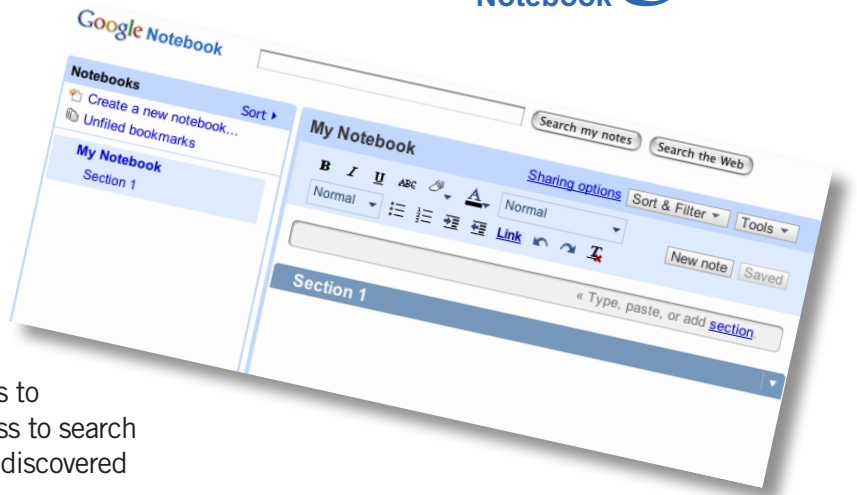 Notebook
Google Notebook
Search my notes
Search the Web
Notebooks
Sort
Create a new notebook...
Unfiled bookmarks
My Notebook
Section 1
My Notebook
Sharing options
Sort & Filter
Tools
B I U ABC A Normal
Normal Link T
New note
Saved
« Type, paste, or add section.
Section 1
s to
ss to search
discovered